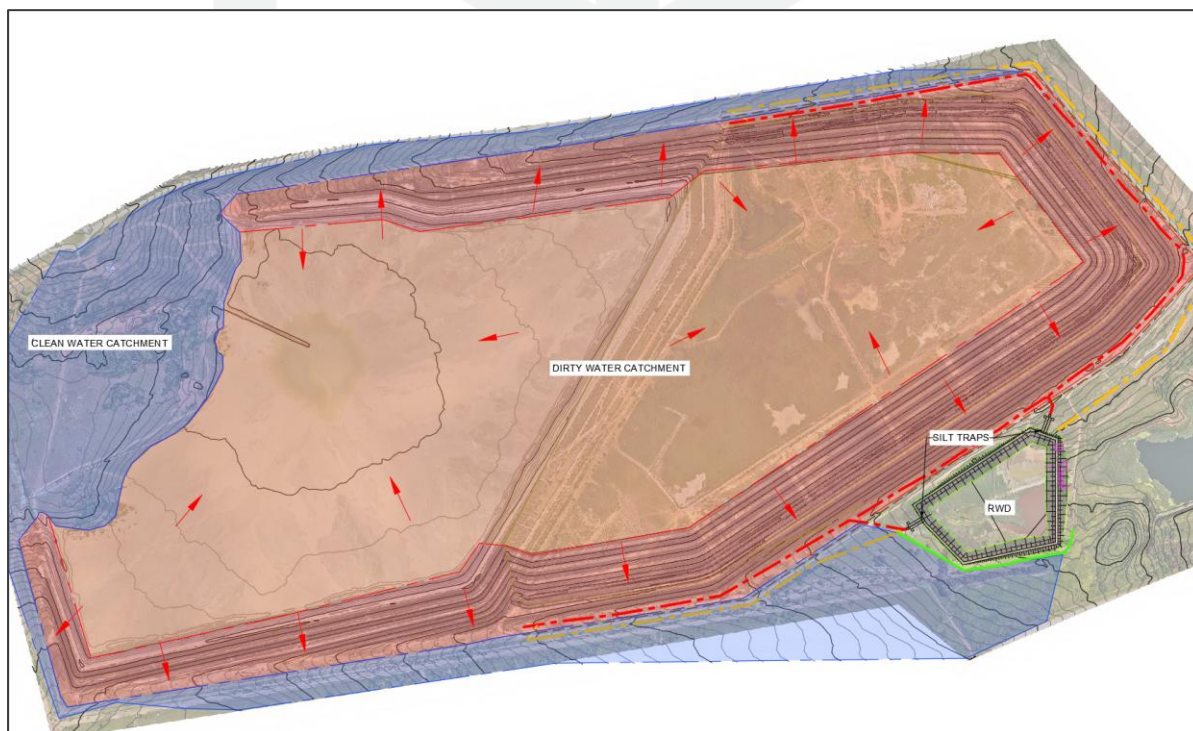 CLEAN WATER CATCHMENT
DIRTY WATER CATCHMENT
SILT TRAPS
RWD